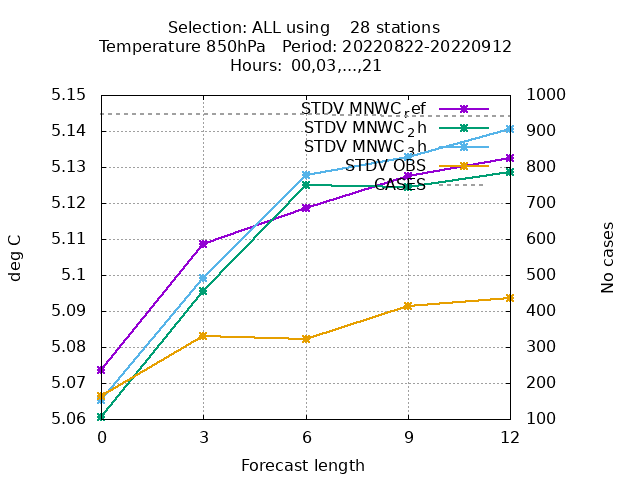 Selection: ALL using 28 stations
Temperature 850hPa Period: 20220822-20220912
Hours: 00,03,...,21
5.15
5.14
5.13
5.12
5.11
5.1
5.09
5.08
5.07
5.06
deg C
STDV MNWC_ref
STDV MNWC_2h
STDV MNWC_3h
STDV OBS
CASES
1000
900
800
700
600
500
400
300
200
100
No cases
0 3 6 9 12
Forecast length